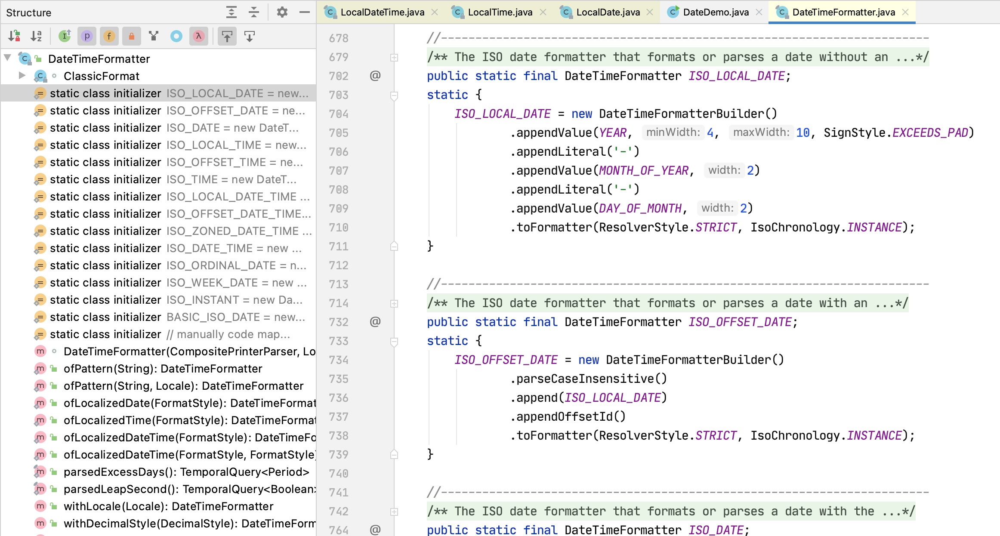 Structure
DateTimeFormatter
ClassicFormat
static class initializer ISO_LOCAL_DATE = new...
static class initializer ISO_OFFSET_DATE = ne...
static class initializer ISO_DATE = new DateT...
static class initializer ISO_LOCAL_TIME = new...
static class initializer ISO_OFFSET_TIME = ne...
static class initializer ISO_TIME = new DateT...
static class initializer ISO_LOCAL_DATE_TIME ...
static class initializer ISO_OFFSET_DATE_TIME...
static class initializer ISO_ZONED_DATE_TIME ...
static class initializer ISO_DATE_TIME = new ...
static class initializer ISO_ORDINAL_DATE = n...
static class initializer ISO_WEEK_DATE = new ...
static class initializer ISO_INSTANT = new Da...
static class initializer BASIC_ISO_DATE = new...
static class initializer // manually code map...
DateTimeFormatter(CompositePrinterParser, Lo
ofPattern(String): DateTimeFormatter
ofPattern(String, Locale): DateTimeFormatter
ofLocalizedDate(FormatStyle): DateTimeFormat
ofLocalizedTime(FormatStyle): DateTimeFormat
ofLocalizedDateTime(FormatStyle): DateTimeFo
ofLocalizedDateTime(FormatStyle, FormatStyle)
parsedExcessDays(): TemporalQuery<Period>
parsedLeapSecond(): TemporalQuery<Boolean>
withLocale(Locale): DateTimeFormatter
withDecimalStyle(DecimalStyle): DateTimeForm
LocalDateTime.java LocalTime.java LocalDate.java DateDemo.java DateTimeFormatter.java
678 //-----------------------------------------------------------------------
679 /** The ISO date formatter that formats or parses a date without an ...*/
702 @ public static final DateTimeFormatter ISO_LOCAL_DATE;
703 static {
704 ISO_LOCAL_DATE = new DateTimeFormatterBuilder()
705 .appendValue(YEAR, minWidth: 4, maxWidth: 10, SignStyle.EXCEEDS_PAD)
706 .appendLiteral('-')
707 .appendValue(MONTH_OF_YEAR, width: 2)
708 .appendLiteral('-')
709 .appendValue(DAY_OF_MONTH, width: 2)
710 .toFormatter(ResolverStyle.STRICT, IsoChronology.INSTANCE);
711 }
712
713 //-----------------------------------------------------------------------
714 /** The ISO date formatter that formats or parses a date with an ...*/
732 @ public static final DateTimeFormatter ISO_OFFSET_DATE;
733 static {
734 ISO_OFFSET_DATE = new DateTimeFormatterBuilder()
735 .parseCaseInsensitive()
736 .append(ISO_LOCAL_DATE)
737 .appendOffsetId()
738 .toFormatter(ResolverStyle.STRICT, IsoChronology.INSTANCE);
739 }
740
741 //-----------------------------------------------------------------------
742 /** The ISO date formatter that formats or parses a date with the ...*/
764 @ public static final DateTimeFormatter ISO_DATE;